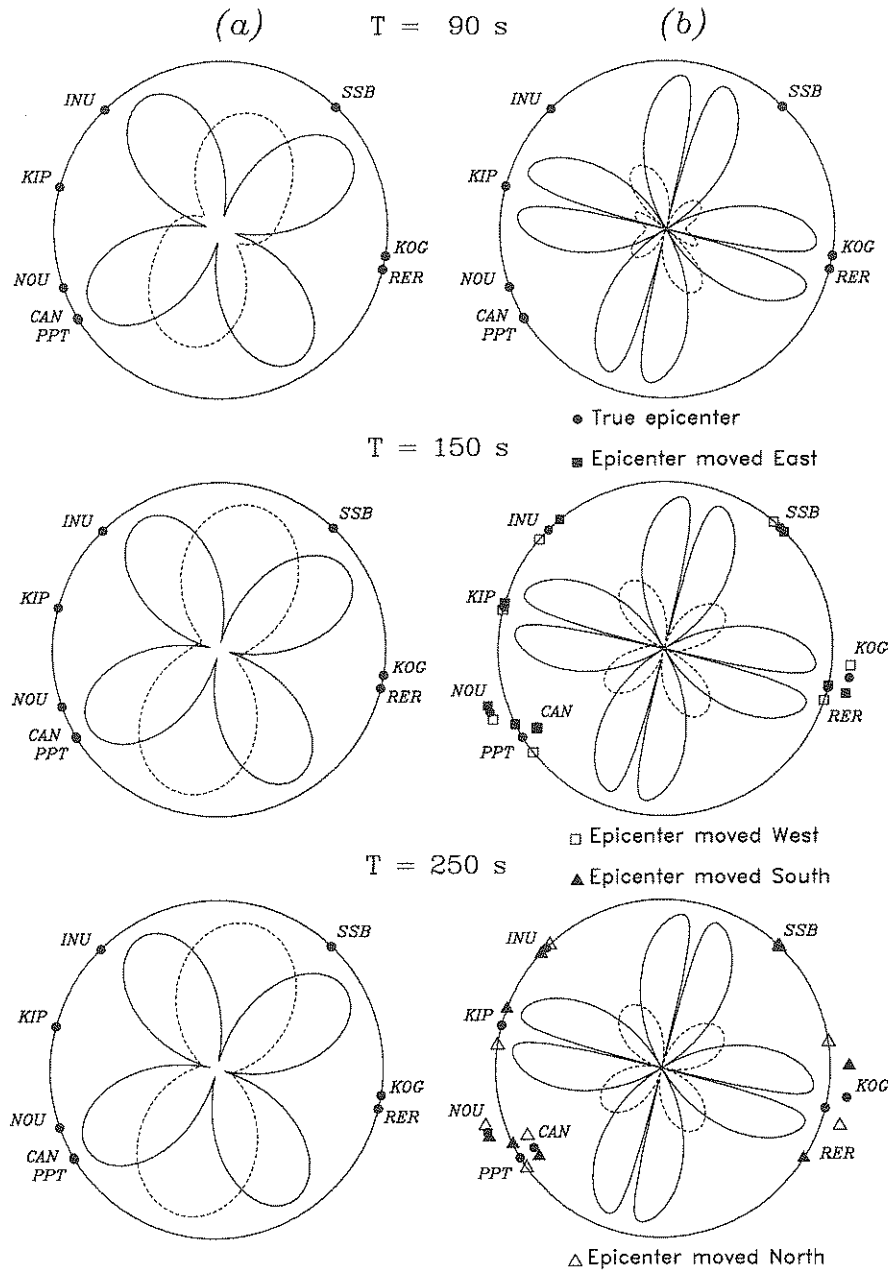 (a)
T = 90 s
(b)
INU
SSB
KIP
NOU
CAN
PPT
KOG
RER
INU
SSB
KIP
NOU
CAN
PPT
KOG
RER
● True epicenter
T = 150 s
■ Epicenter moved East
INU
SSB
KIP
NOU
CAN
PPT
KOG
RER
INU
SSB
KIP
NOU
CAN
PPT
KOG
RER
□ Epicenter moved West
T = 250 s
▲ Epicenter moved South
INU
SSB
KIP
NOU
CAN
PPT
KOG
RER
INU
SSB
KIP
NOU
CAN
PPT
KOG
RER
△ Epicenter moved North